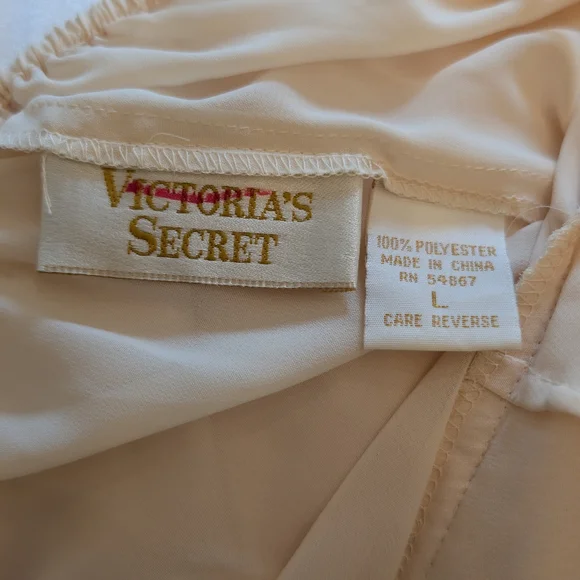 VICTORIA'S
SECRET
100% POLYESTER
MADE IN CHINA
RN 54867
L
CARE REVERSE